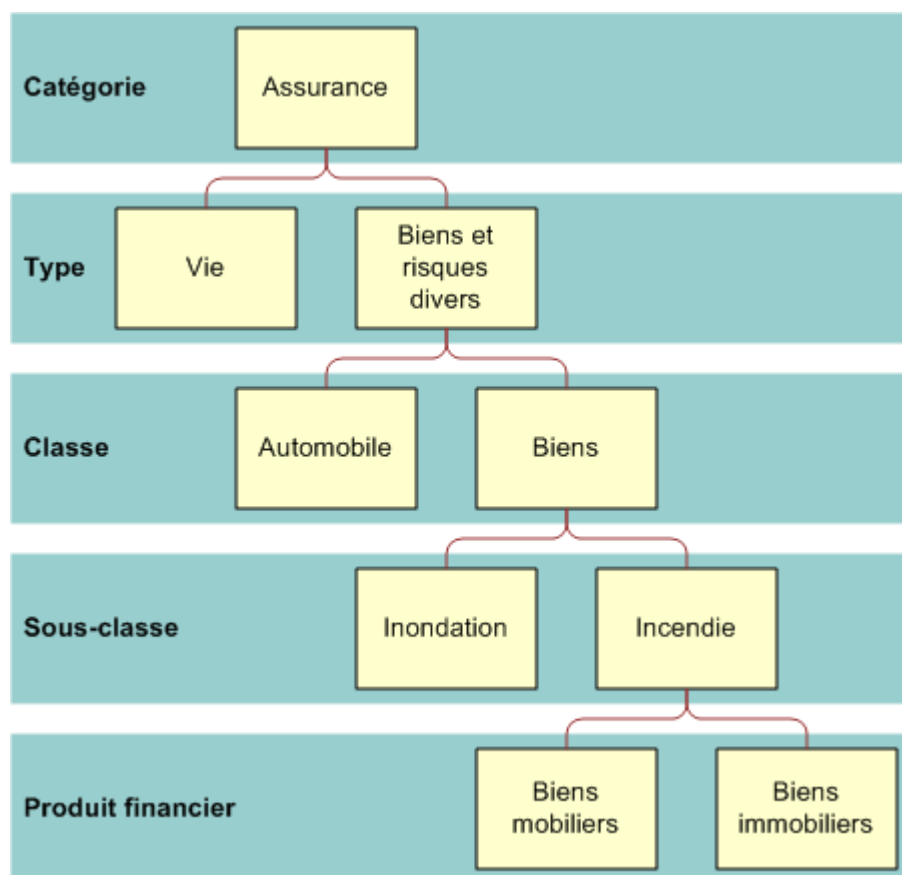 Catégorie
Assurance
Type
Vie
Biens et
risques
divers
Classe
Automobile
Biens
Sous-classe
Inondation
Incendie
Produit financier
Biens
mobiliers
Biens
immobiliers